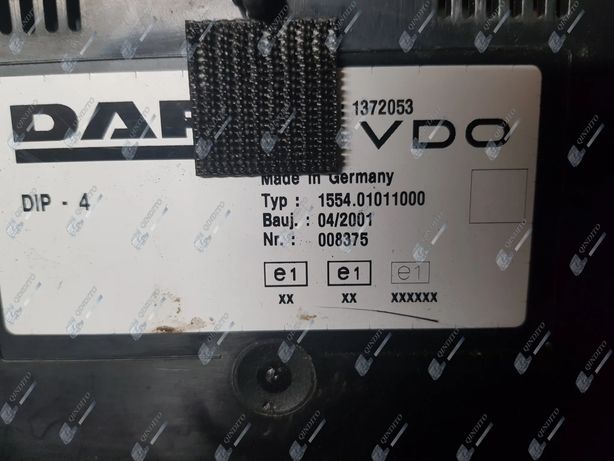 DAF
1372053
VDO
Made in Germany
DIP - 4
Typ : 1554.01011000
Bauj. : 04/2001
Nr. : 008375
e1 e1 e1
xx xx xxxxxx
QINDITO